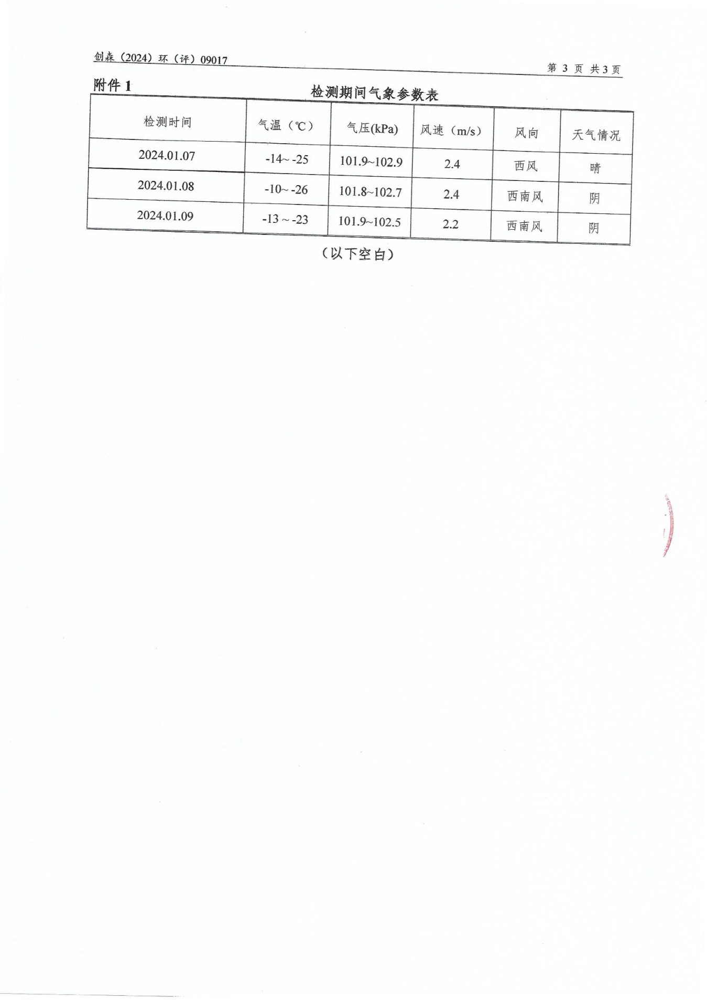 创森（2024）环（评）09017
第 3 页 共3页
附件 1
检测期间气象参数表
检测时间 气温（℃） 气压(kPa) 风速（m/s） 风向 天气情况
2024.01.07 -14~ -25 101.9~102.9 2.4 西风 晴
2024.01.08 -10~ -26 101.8~102.7 2.4 西南风 阴
2024.01.09 -13 ~ -23 101.9~102.5 2.2 西南风 阴
（以下空白）